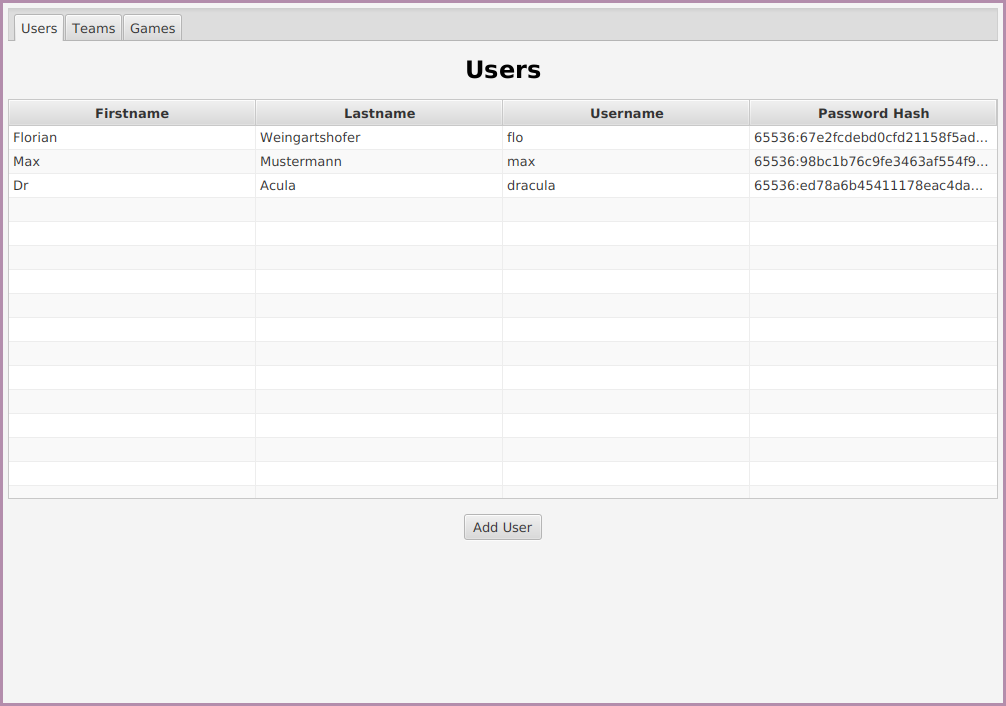 Users Teams Games
Users
Firstname Lastname Username Password Hash
Florian Weingartshofer flo 65536:67e2fcdebd0cfd21158f5ad...
Max Mustermann max 65536:98bc1b76c9fe3463af554f9...
Dr Acula dracula 65536:ed78a6b45411178eac4da...
Add User